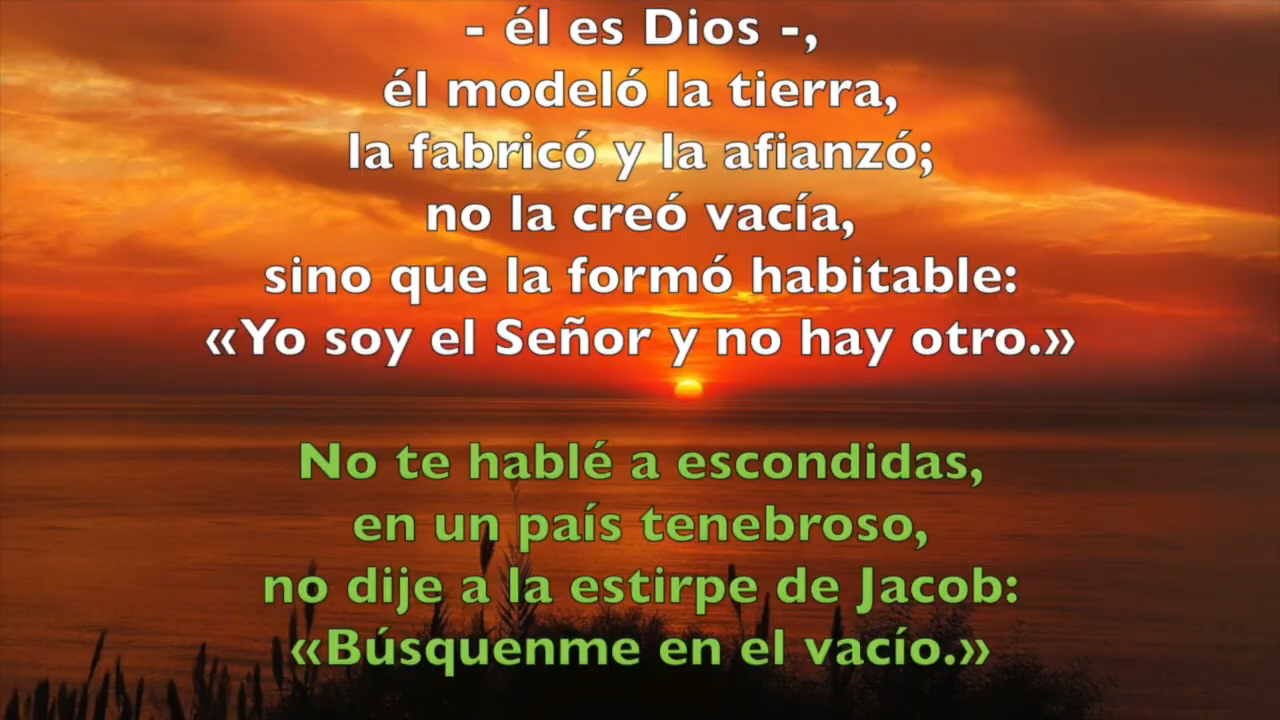 - él es Dios -,
él modeló la tierra,
la fabricó y la afianzó;
no la creó vacía,
sino que la formó habitable:
«Yo soy el Señor y no hay otro.»
No te hablé a escondidas,
en un país tenebroso,
no dije a la estirpe de Jacob:
«Búsquenme en el vacío.»